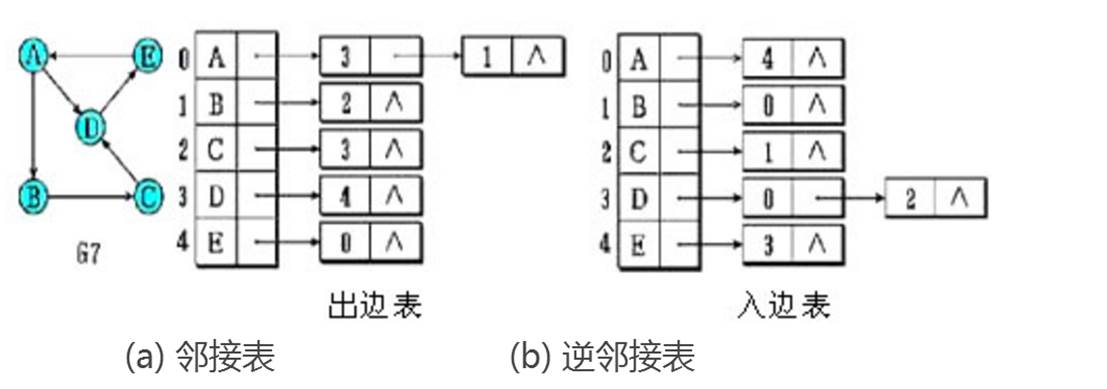 A E
D
B C
G7
0 A 3 1 ∧
1 B 2 ∧
2 C 3 ∧
3 D 4 ∧
4 E 0 ∧
出边表
(a) 邻接表
0 A 4 ∧
1 B 0 ∧
2 C 1 ∧
3 D 0 2 ∧
4 E 3 ∧
入边表
(b) 逆邻接表